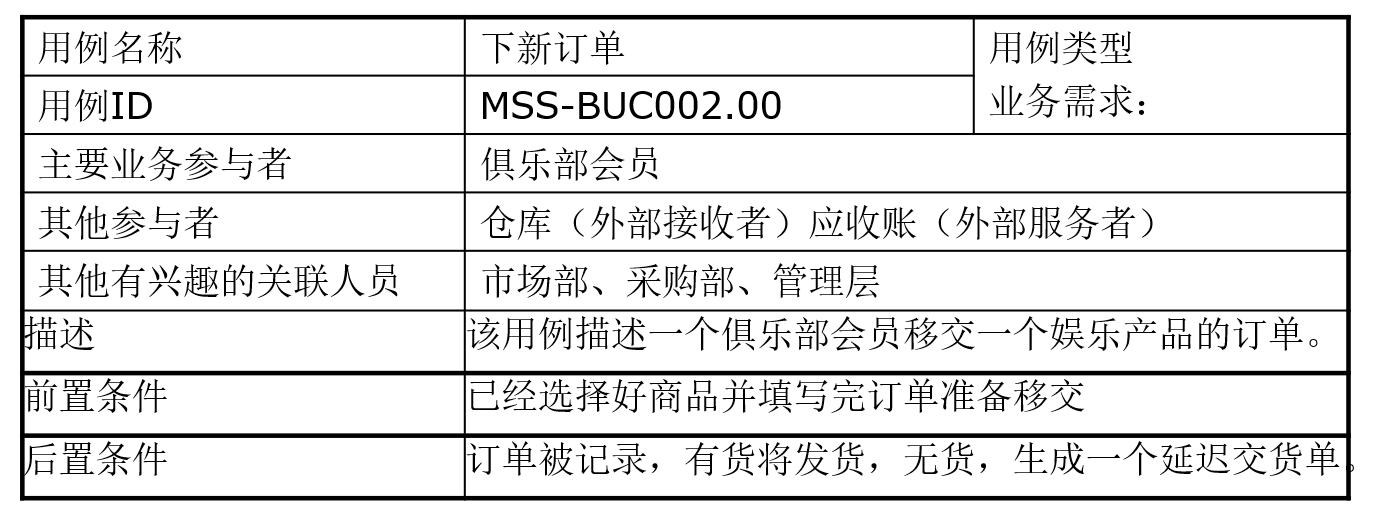 用例名称 下新订单 用例类型
用例ID MSS-BUC002.00 业务需求：
主要业务参与者 俱乐部会员
其他参与者 仓库（外部接收者）应收账（外部服务者）
其他有兴趣的关联人员 市场部、采购部、管理层
描述 该用例描述一个俱乐部会员移交一个娱乐产品的订单。
前置条件 已经选择好商品并填写完订单准备移交
后置条件 订单被记录，有货将发货，无货，生成一个延迟交货单。